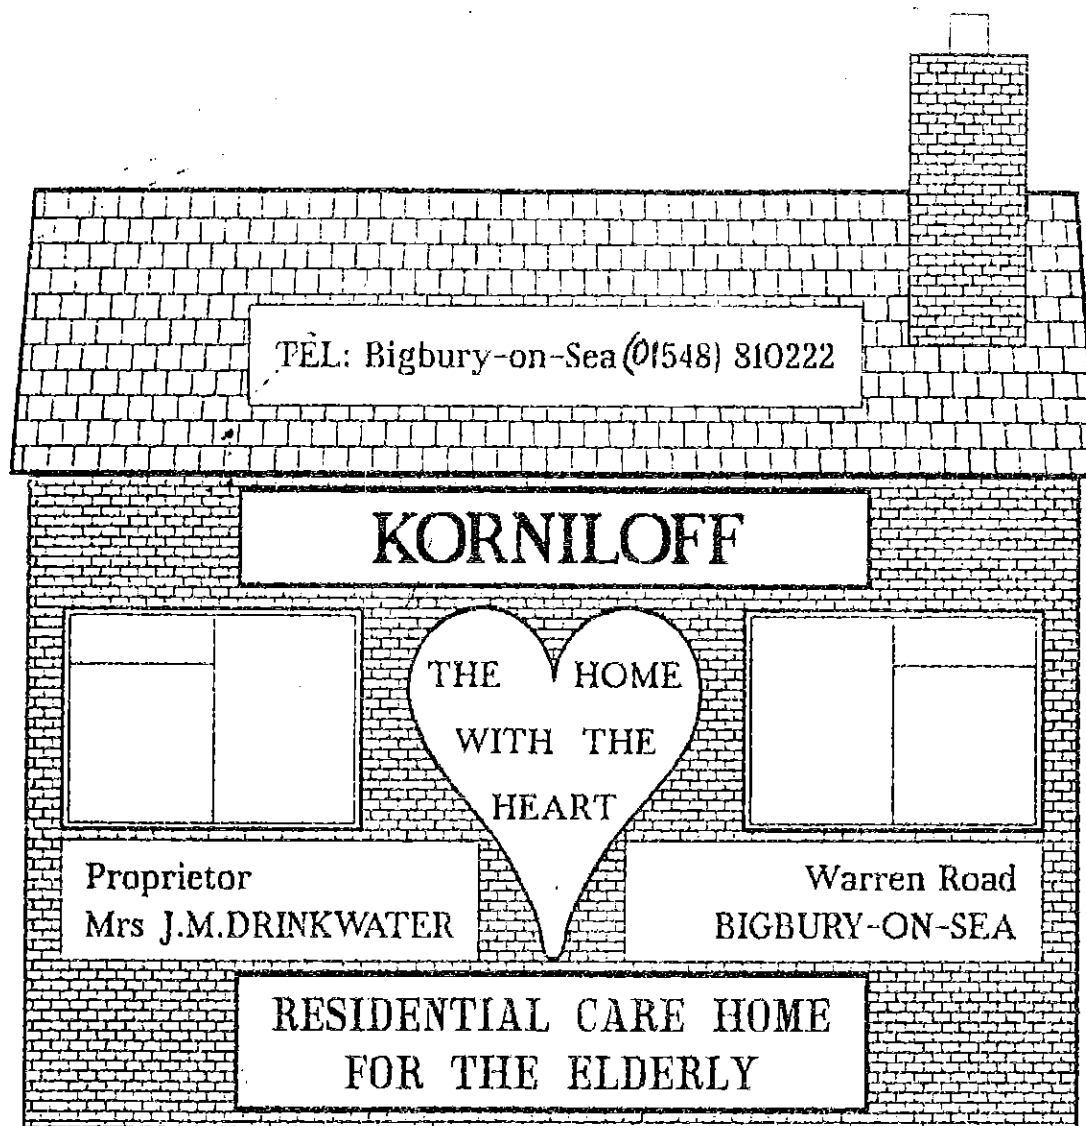 TEL: Bigbury-on-Sea (01548) 810222
KORNILOFF
THE HOME
WITH THE
HEART
Proprietor
Mrs J.M.DRINKWATER
Warren Road
BIGBURY-ON-SEA
RESIDENTIAL CARE HOME
FOR THE ELDERLY